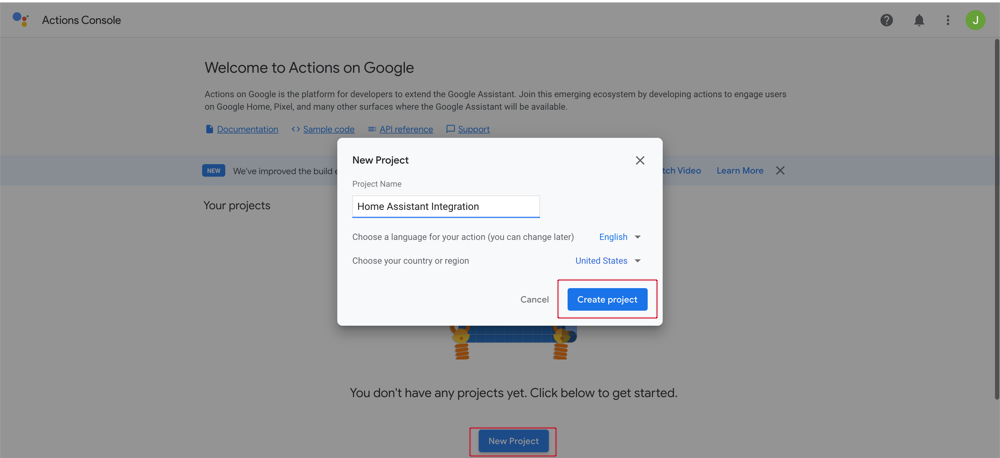 Actions Console
J
Welcome to Actions on Google
Actions on Google is the platform for developers to extend the Google Assistant. Join this emerging ecosystem by developing actions to engage users
on Google Home, Pixel, and many other surfaces where the Google Assistant will be available.
Documentation Sample code API reference Support
NEW We've improved the build tch Video Learn More
Your projects
New Project
Project Name
Home Assistant Integration
Choose a language for your action (you can change later) English
Choose your country or region United States
Cancel Create project
You don't have any projects yet. Click below to get started.
New Project